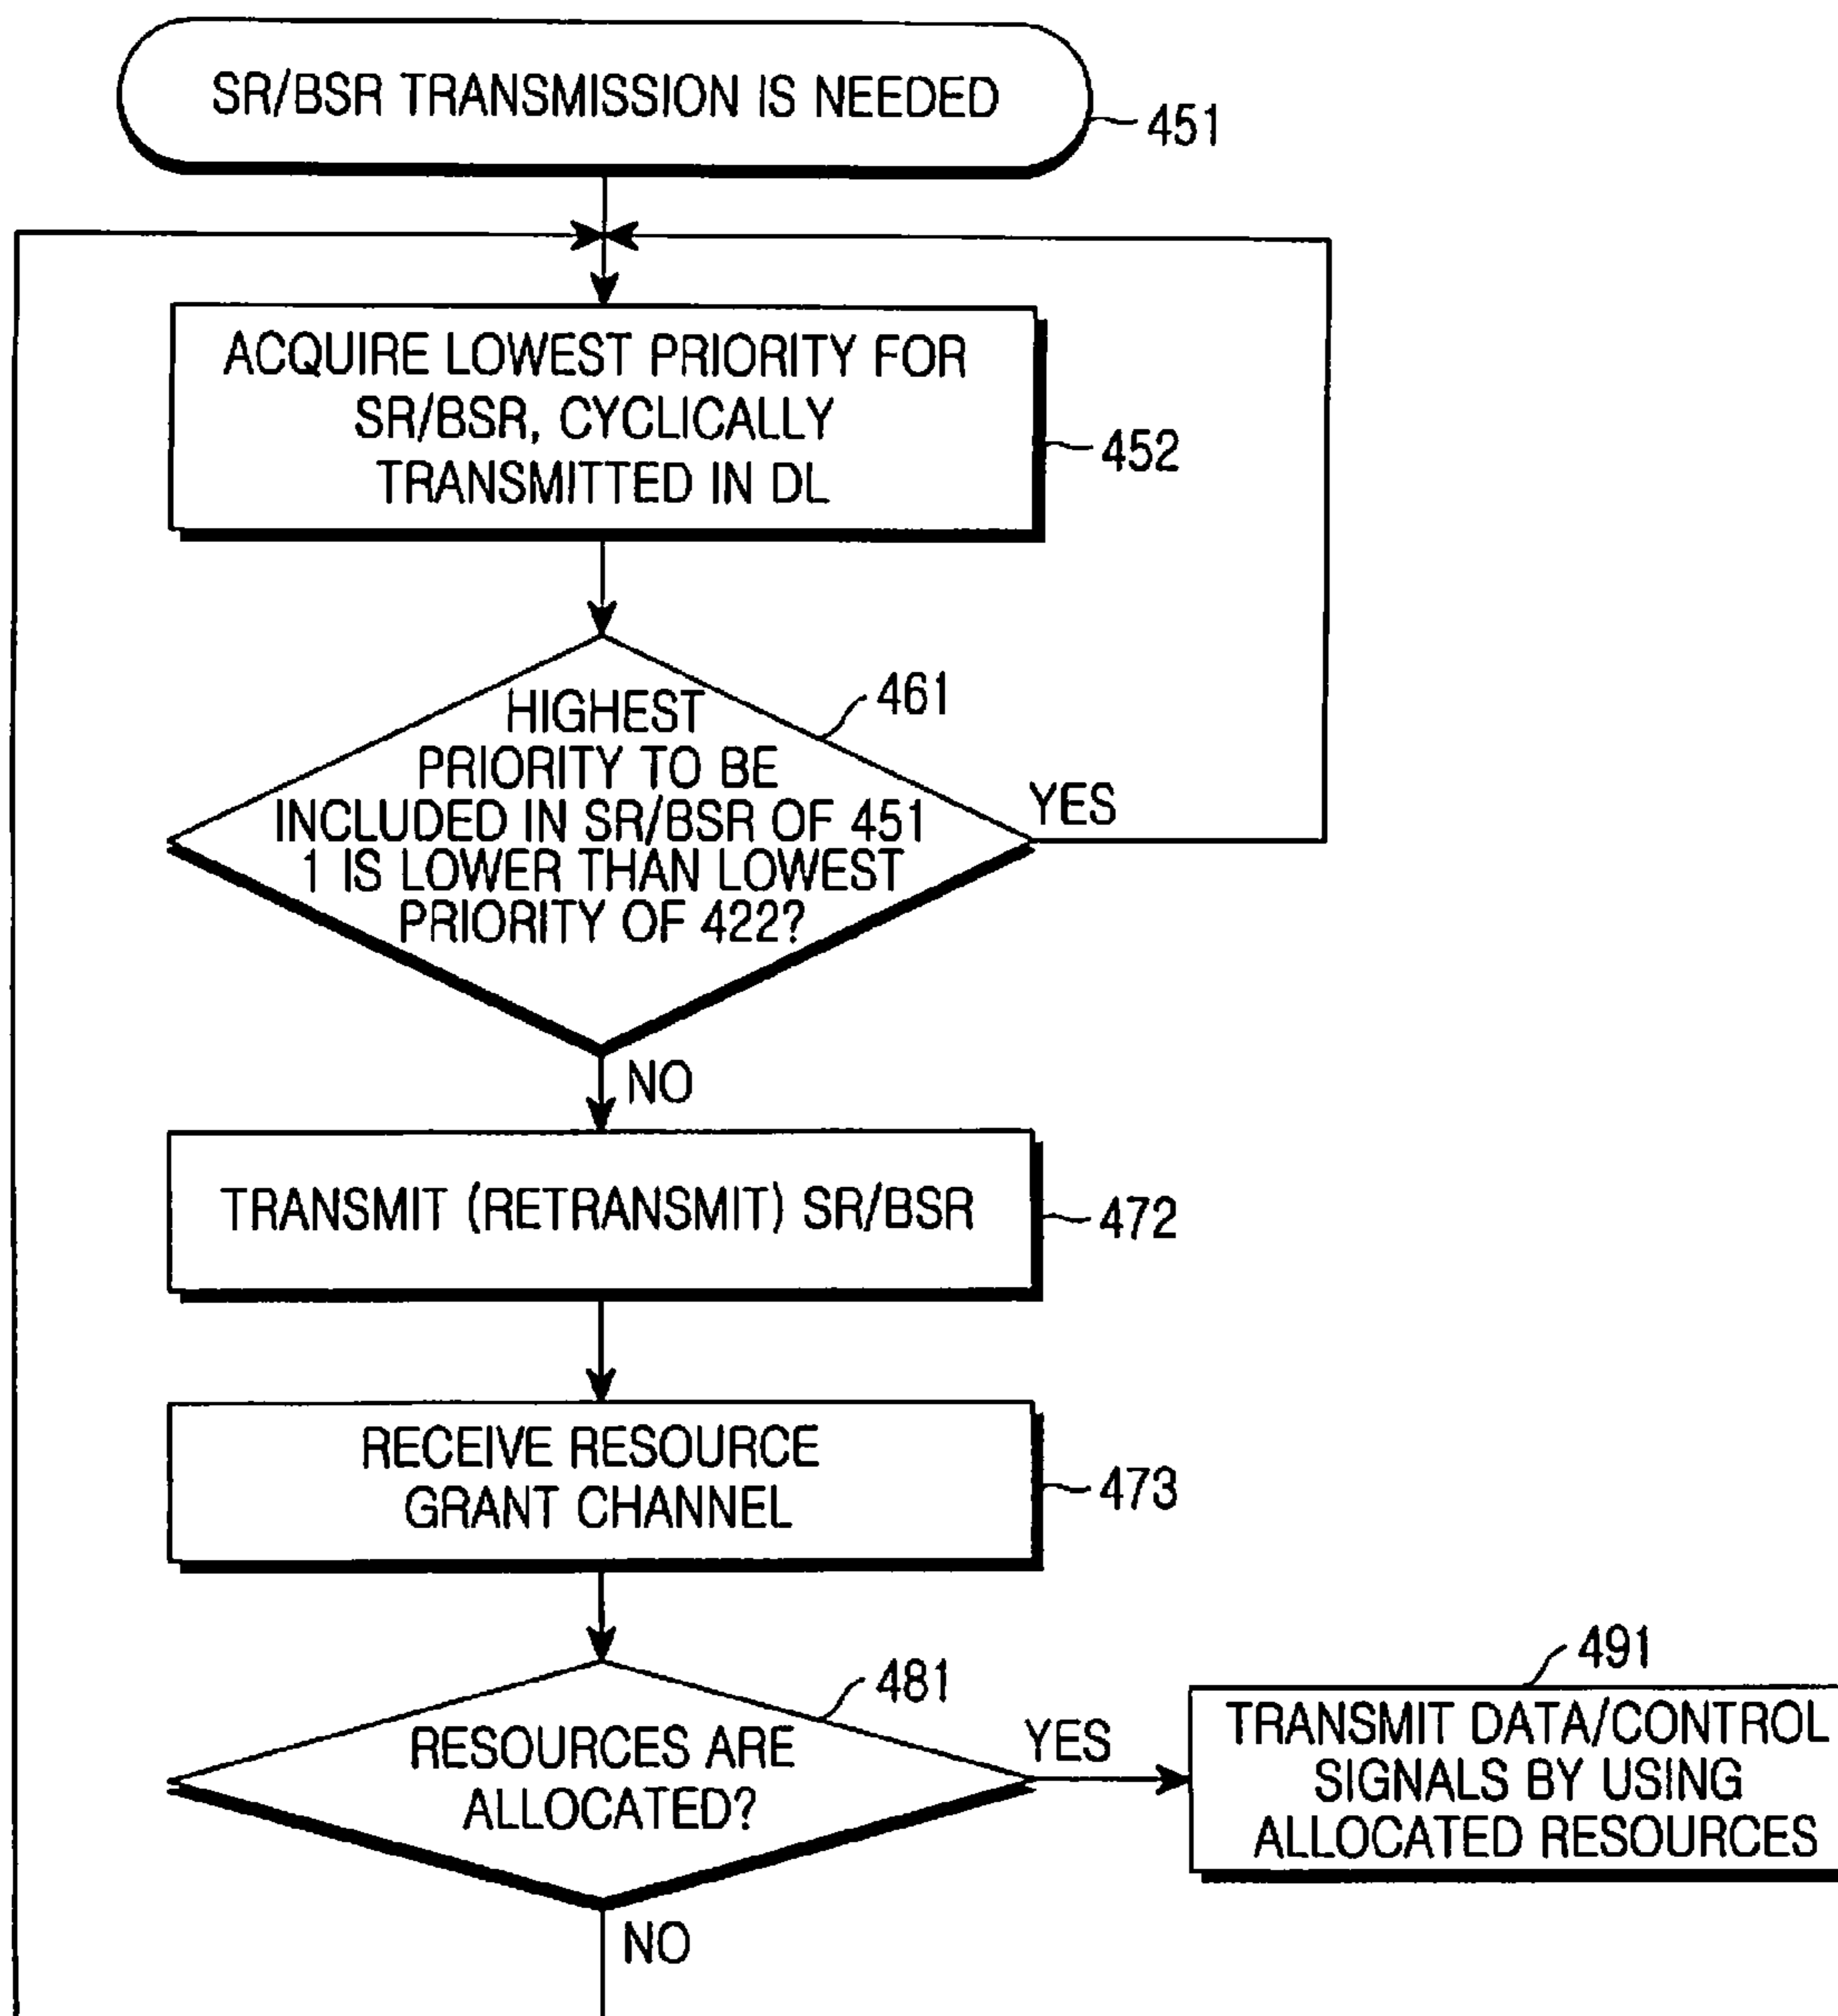 SR/BSR TRANSMISSION IS NEEDED
451
ACQUIRE LOWEST PRIORITY FOR
SR/BSR, CYCLICALLY
TRANSMITTED IN DL
452
461
HIGHEST
PRIORITY TO BE
INCLUDED IN SR/BSR OF 451
1 IS LOWER THAN LOWEST
PRIORITY OF 422?
YES
NO
TRANSMIT (RETRANSMIT) SR/BSR
472
RECEIVE RESOURCE
GRANT CHANNEL
473
481
RESOURCES ARE
ALLOCATED?
YES
491
TRANSMIT DATA/CONTROL
SIGNALS BY USING
ALLOCATED RESOURCES
NO